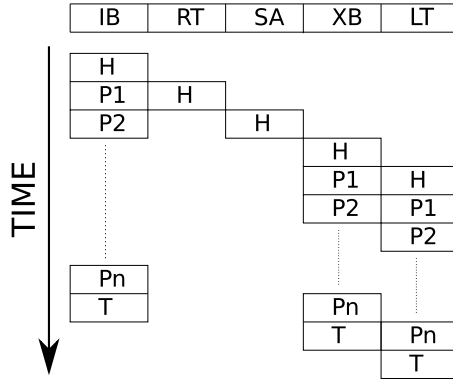 IB RT SA XB LT
H
P1 H
P2 H
H
P1 H
P2 P1
P2
Pn
T Pn
T Pn
T
TIME